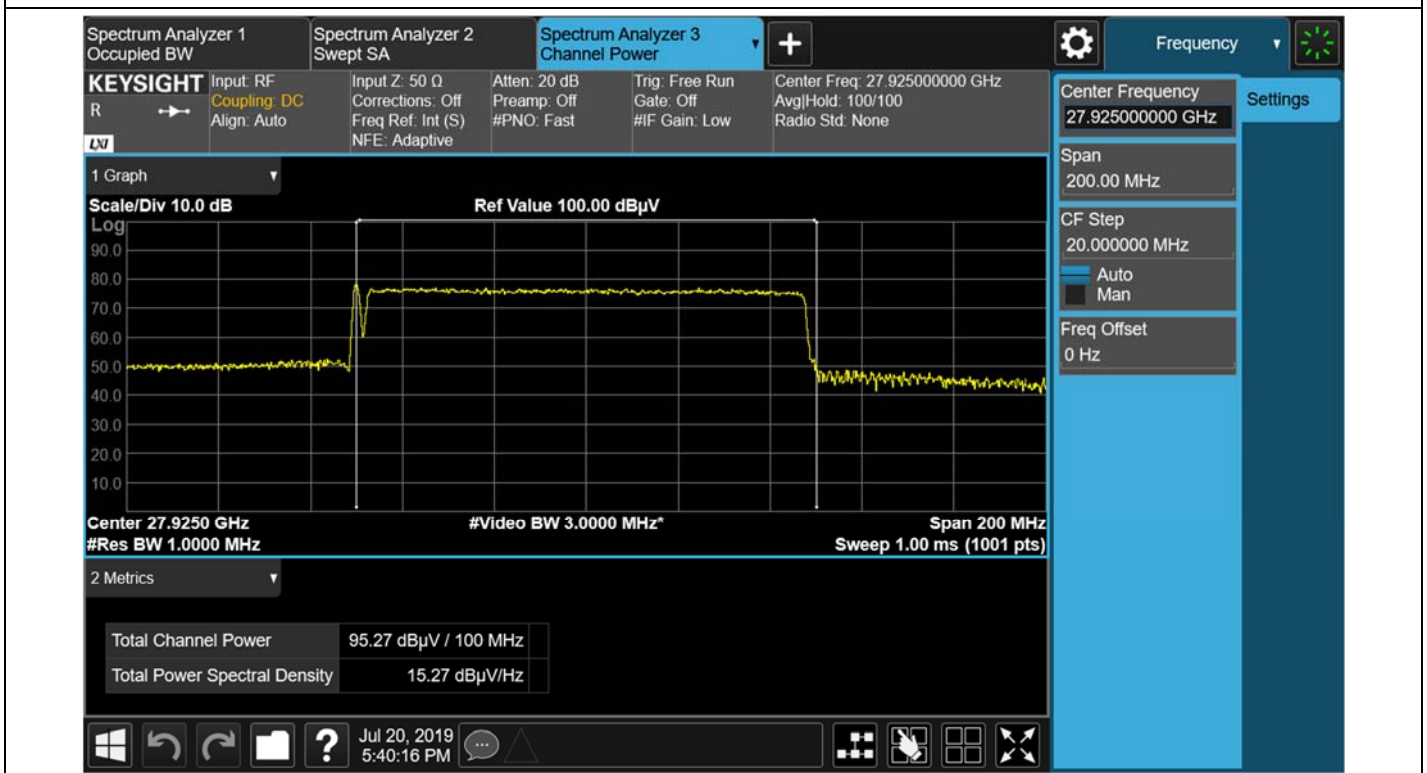 Spectrum Analyzer 1
Occupied BW
Spectrum Analyzer 2
Swept SA
Spectrum Analyzer 3
Channel Power
+
Frequency
KEYSIGHT
R
LXI
Input: RF
Coupling: DC
Align: Auto
Input Z: 50 Ω
Corrections: Off
Freq Ref: Int (S)
NFE: Adaptive
Atten: 20 dB
Preamp: Off
#PNO: Fast
Trig: Free Run
Gate: Off
#IF Gain: Low
Center Freq: 27.925000000 GHz
Avg|Hold: 100/100
Radio Std: None
Center Frequency
27.925000000 GHz
Settings
Span
200.00 MHz
CF Step
20.000000 MHz
Auto
Man
Freq Offset
0 Hz
1 Graph
Scale/Div 10.0 dB
Ref Value 100.00 dBµV
Log
90.0
80.0
70.0
60.0
50.0
40.0
30.0
20.0
10.0
Center 27.9250 GHz
#Video BW 3.0000 MHz*
Span 200 MHz
#Res BW 1.0000 MHz
Sweep 1.00 ms (1001 pts)
2 Metrics
Total Channel Power
95.27 dBµV / 100 MHz
Total Power Spectral Density
15.27 dBµV/Hz
?
Jul 20, 2019
5:40:16 PM